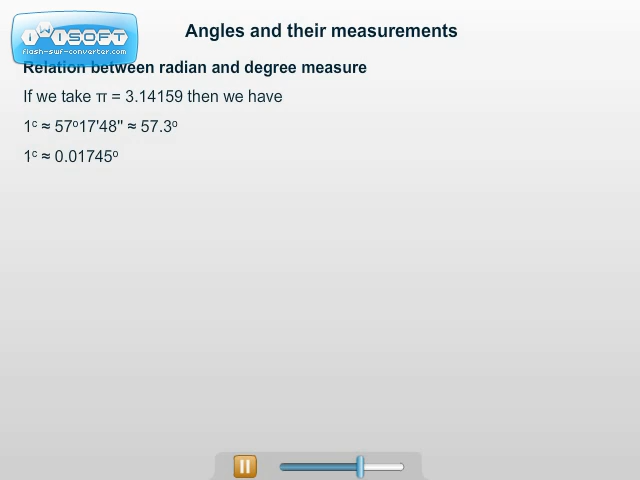 Angles and their measurements
iWiSOFT
flash-swf-converter.com
Relation between radian and degree measure
If we take π = 3.14159 then we have
1ᶜ ≈ 57º17'48" ≈ 57.3º
1ᶜ ≈ 0.01745º